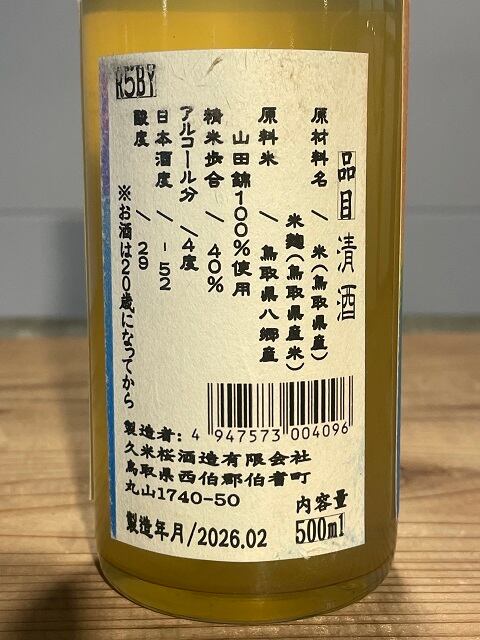 品目 清酒
原材料名 / 米(鳥取県産)
米麹(鳥取県産米)
原料米 / 鳥取県八郷産
山田錦100%使用
精米歩合 / 40%
アルコール分 / 4度
日本酒度 / -52
酸度 / 29
※お酒は20歳になってから
R5BY
4 947573 004096
製造者:
久米桜酒造有限会社
鳥取県西伯郡伯耆町
丸山1740-50
内容量
500ml
製造年月/2026.02